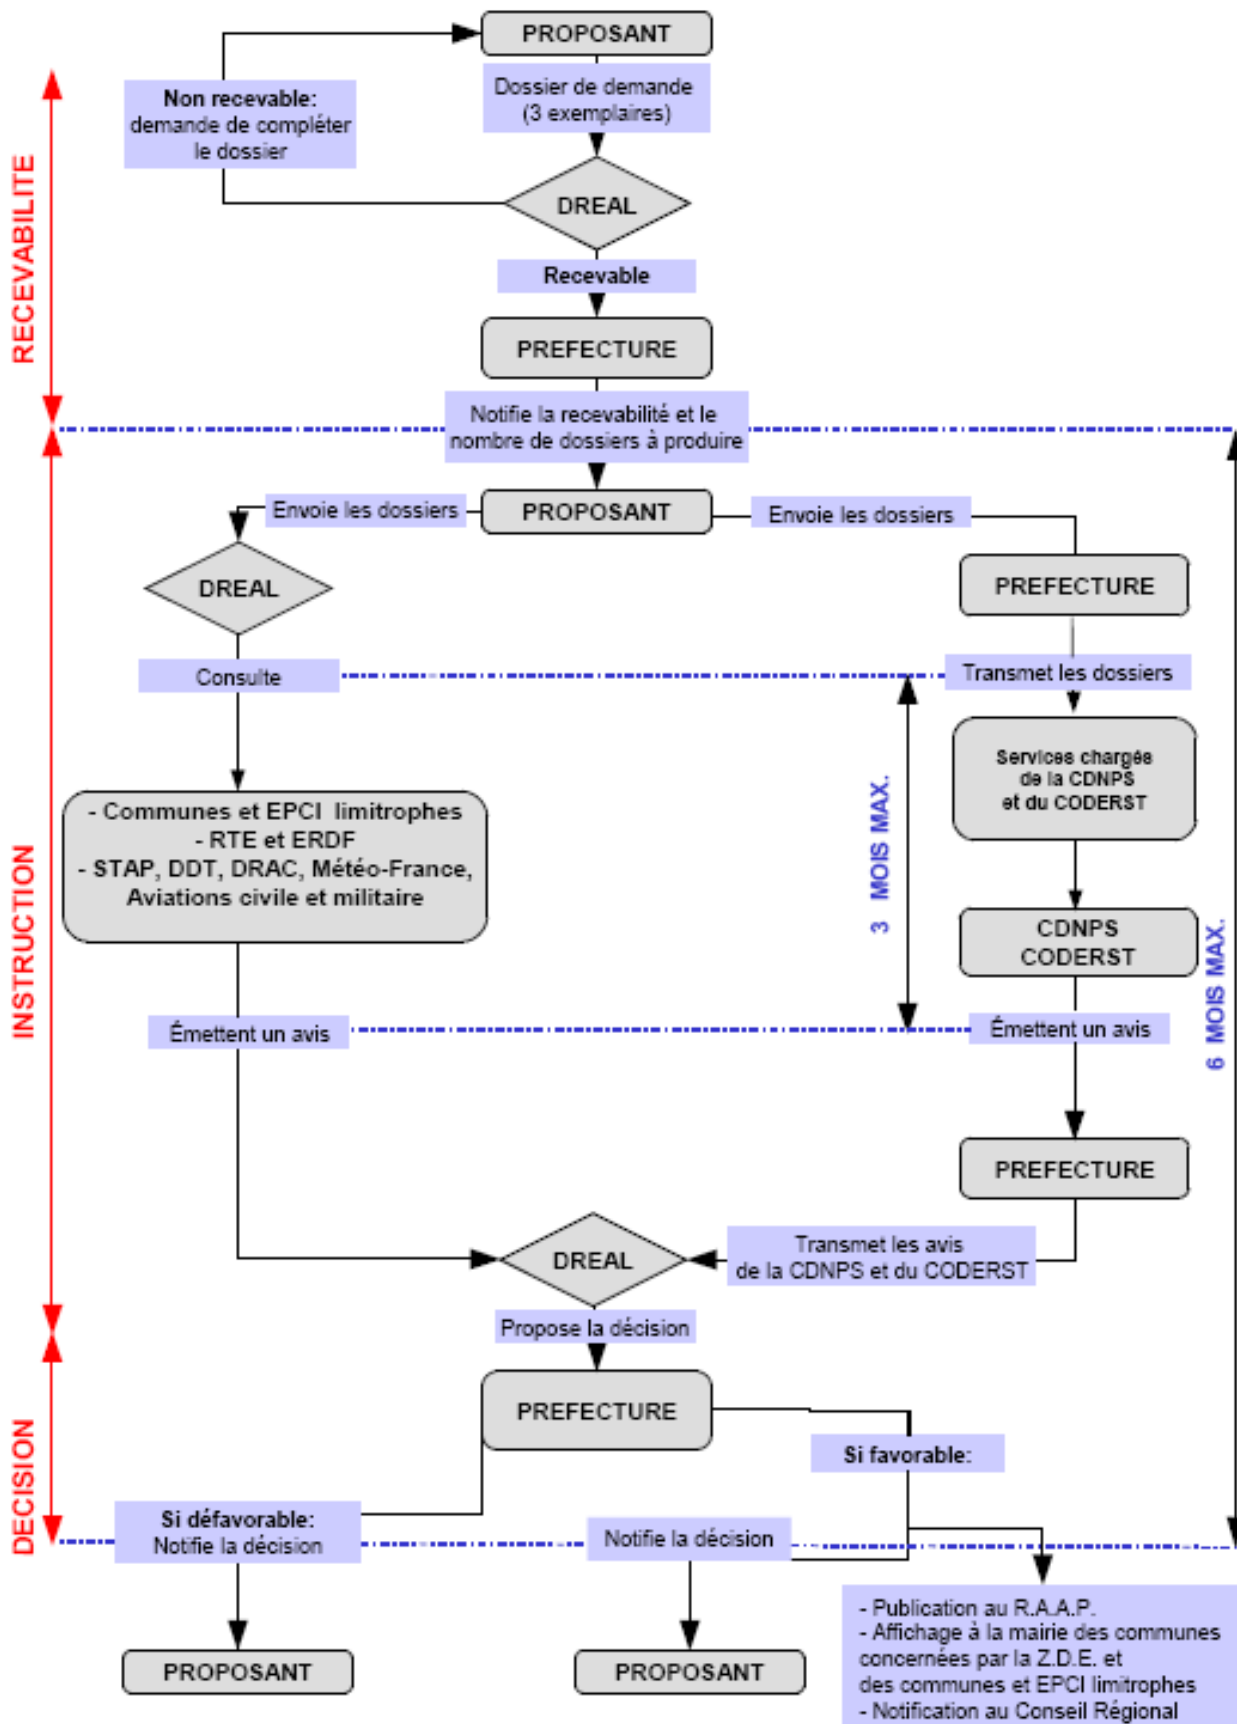 PROPOSANT
Dossier de demande
(3 exemplaires)
Non recevable:
demande de compléter
le dossier
DREAL
Recevable
PREFECTURE
RECEVABILITE
Notifie la recevabilité et le
nombre de dossiers à produire
Envoie les dossiers
PROPOSANT
Envoie les dossiers
DREAL
PREFECTURE
Consulte
Transmet les dossiers
Services chargés
de la CDNPS
et du CODERST
- Communes et EPCI limitrophes
- RTE et ERDF
- STAP, DDT, DRAC, Météo-France,
Aviations civile et militaire
3 MOIS MAX.
CDNPS
CODERST
INSTRUCTION
6 MOIS MAX.
Émettent un avis
Émettent un avis
PREFECTURE
DREAL
Transmet les avis
de la CDNPS et du CODERST
Propose la décision
PREFECTURE
DECISION
Si favorable:
Si défavorable:
Notifie la décision
Notifie la décision
PROPOSANT
PROPOSANT
- Publication au R.A.A.P.
- Affichage à la mairie des communes
concernées par la Z.D.E. et
des communes et EPCI limitrophes
- Notification au Conseil Régional